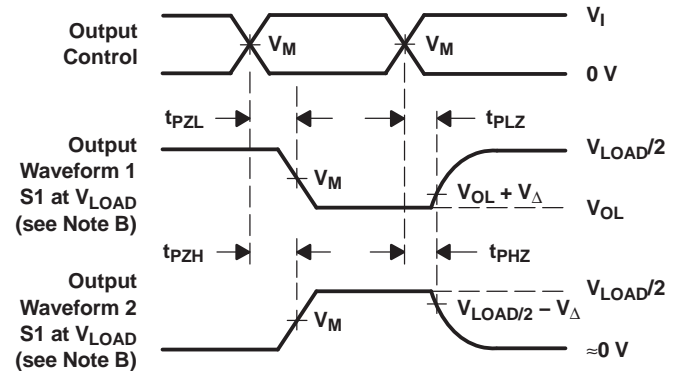 Output
Control
V_M
V_M
V_I
0 V
t_PZL
t_PLZ
Output
Waveform 1
S1 at V_LOAD
(see Note B)
V_M
V_OL + V_Δ
V_LOAD/2
V_OL
t_PZH
t_PHZ
Output
Waveform 2
S1 at V_LOAD
(see Note B)
V_M
V_LOAD/2 − V_Δ
V_LOAD/2
≈0 V